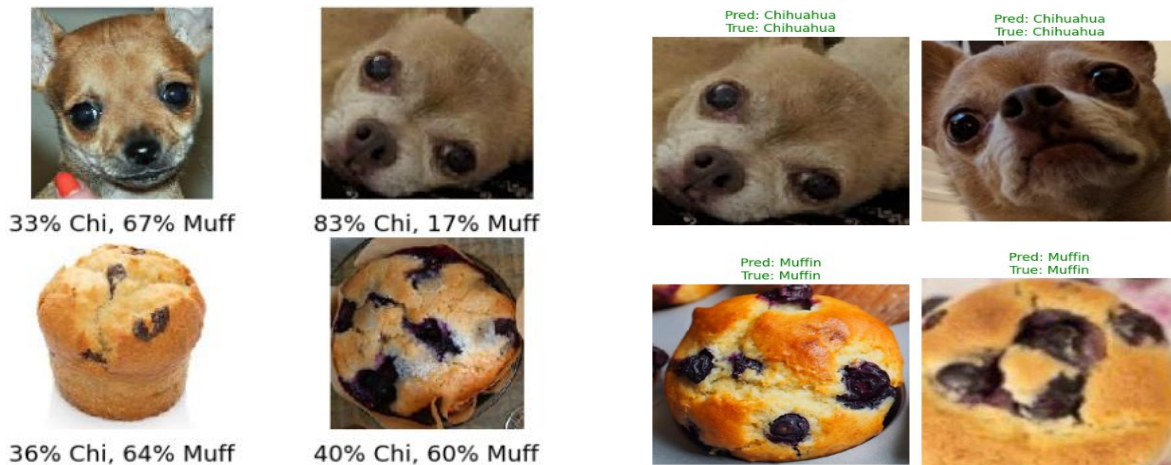 33% Chi, 67% Muff
83% Chi, 17% Muff
36% Chi, 64% Muff
40% Chi, 60% Muff
Pred: Chihuahua
True: Chihuahua
Pred: Chihuahua
True: Chihuahua
Pred: Muffin
True: Muffin
Pred: Muffin
True: Muffin